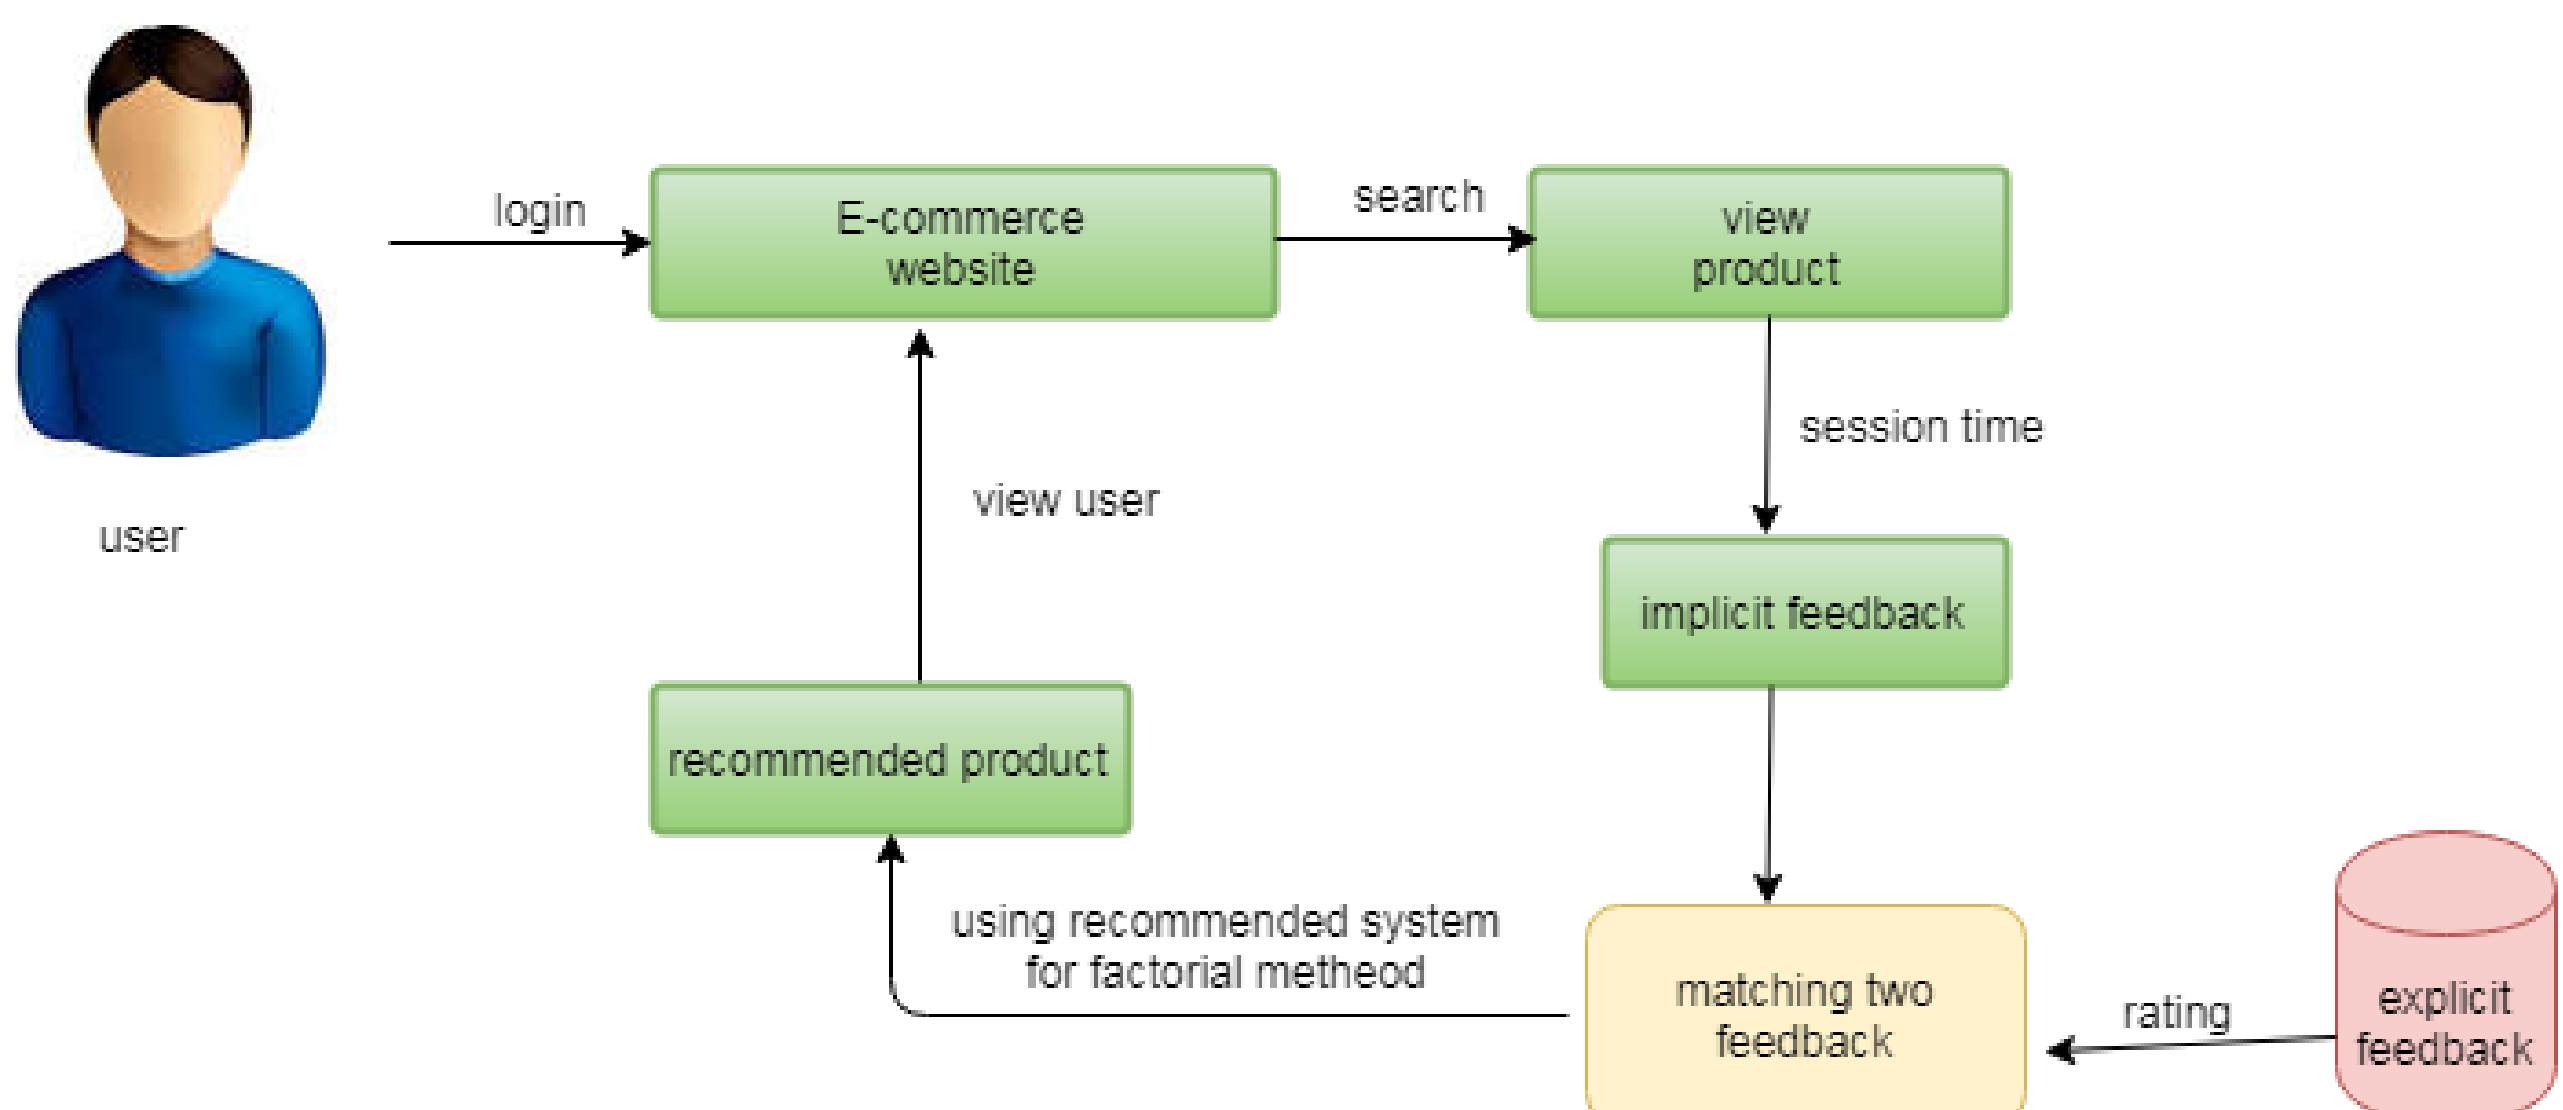 login
E-commerce
website
search
view
product
session time
view user
user
implicit feedback
recommended product
using recommended system
for factorial metheod
matching two
feedback
rating
explicit
feedback